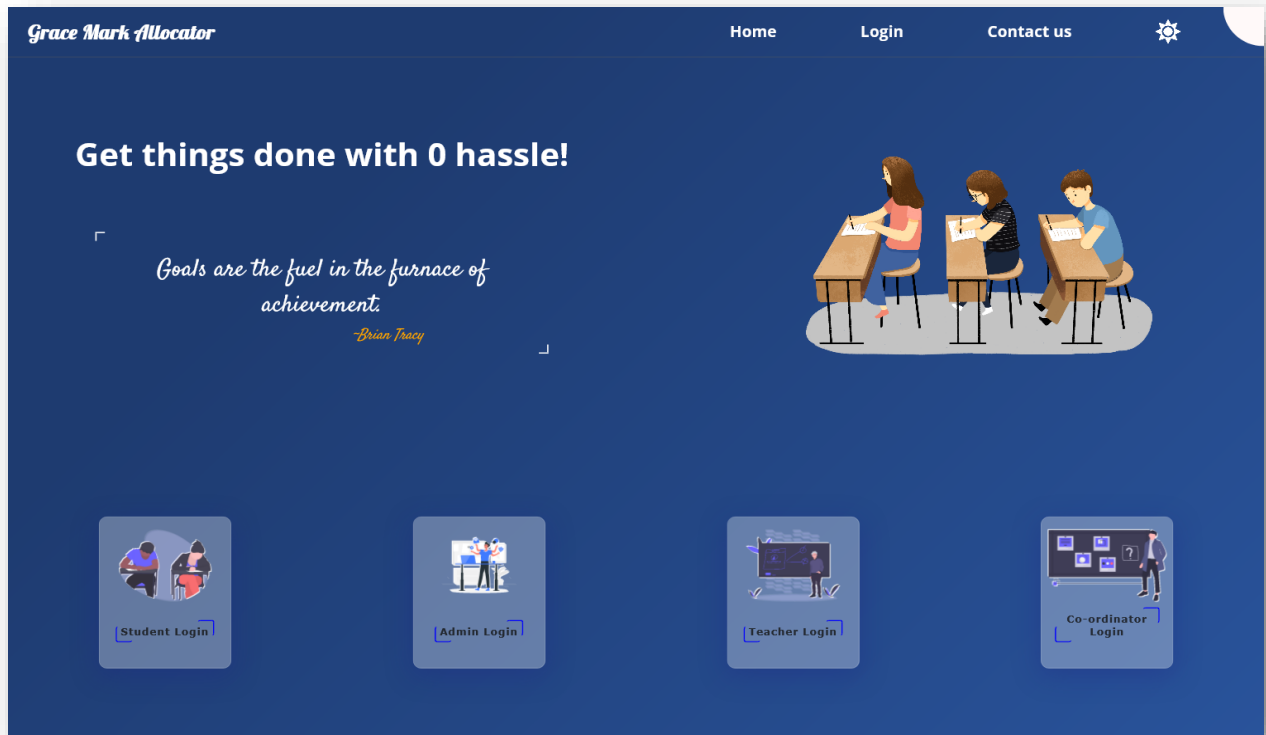 Grace Mark Allocator
Home
Login
Contact us
Get things done with 0 hassle!
Goals are the fuel in the furnace of
achievement.
~Brian Tracy
Student Login
Admin Login
Teacher Login
Co-ordinator
Login
?